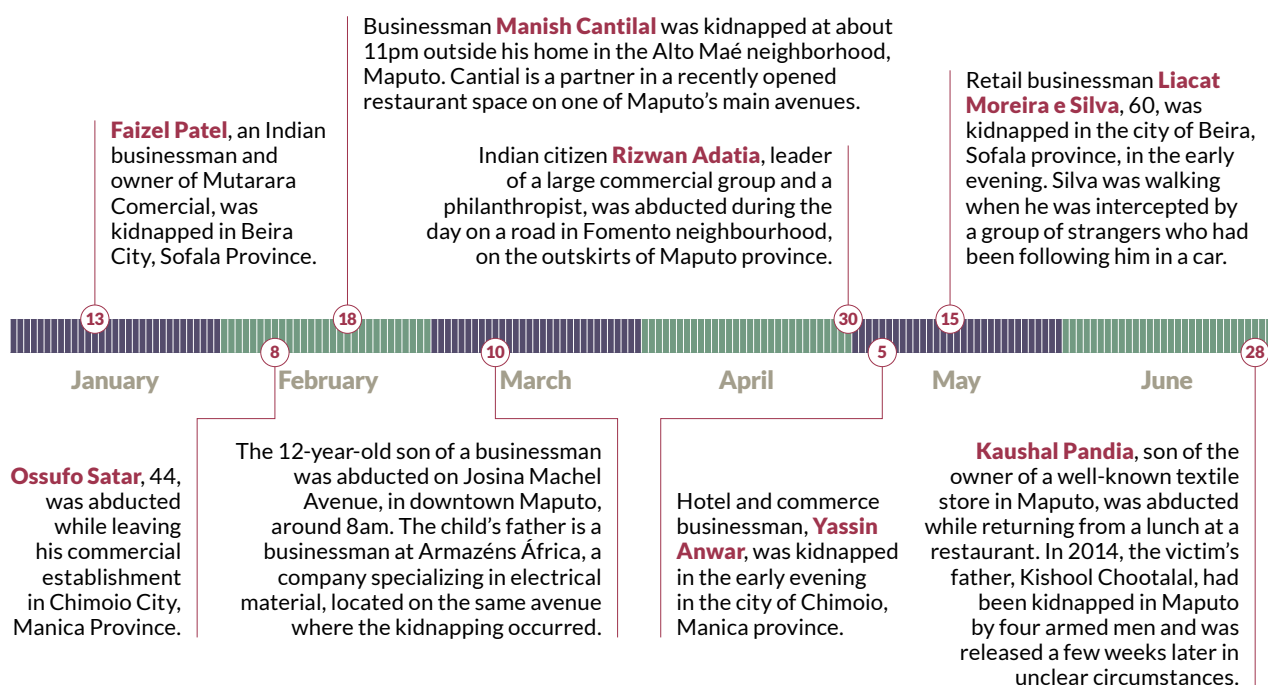 Businessman Manish Cantilal was kidnapped at about
11pm outside his home in the Alto Maé neighborhood,
Maputo. Cantial is a partner in a recently opened
restaurant space on one of Maputo’s main avenues.
Faizel Patel, an Indian
businessman and
owner of Mutarara
Comercial, was
kidnapped in Beira
City, Sofala Province.
Indian citizen Rizwan Adatia, leader
of a large commercial group and a
philanthropist, was abducted during the
day on a road in Fomento neighbourhood,
on the outskirts of Maputo province.
Retail businessman Liacat
Moreira e Silva, 60, was
kidnapped in the city of Beira,
Sofala province, in the early
evening. Silva was walking
when he was intercepted by
a group of strangers who had
been following him in a car.
13
18
30
15
8
10
5
28
January
February
March
April
May
June
Ossufo Satar, 44,
was abducted
while leaving
his commercial
establishment
in Chimoio City,
Manica Province.
The 12-year-old son of a businessman
was abducted on Josina Machel
Avenue, in downtown Maputo,
around 8am. The child’s father is a
businessman at Armazéns África, a
company specializing in electrical
material, located on the same avenue
where the kidnapping occurred.
Hotel and commerce
businessman, Yassin
Anwar, was kidnapped
in the early evening
in the city of Chimoio,
Manica province.
Kaushal Pandia, son of the
owner of a well-known textile
store in Maputo, was abducted
while returning from a lunch at a
restaurant. In 2014, the victim’s
father, Kishool Chootalal, had
been kidnapped in Maputo
by four armed men and was
released a few weeks later in
unclear circumstances.